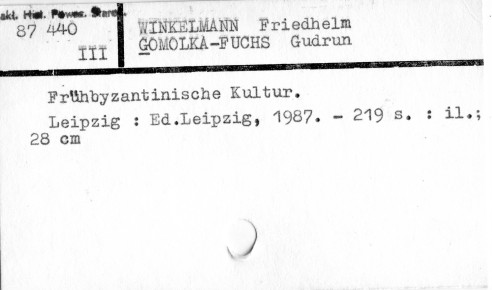 akt. Hist. Powsz. Staroż.
87 440
III
WINKELMANN Friedhelm
GOMOLKA-FUCHS Gudrun
Frühbyzantinische Kultur.
Leipzig : Ed.Leipzig, 1987. - 219 s. : il.;
28 cm